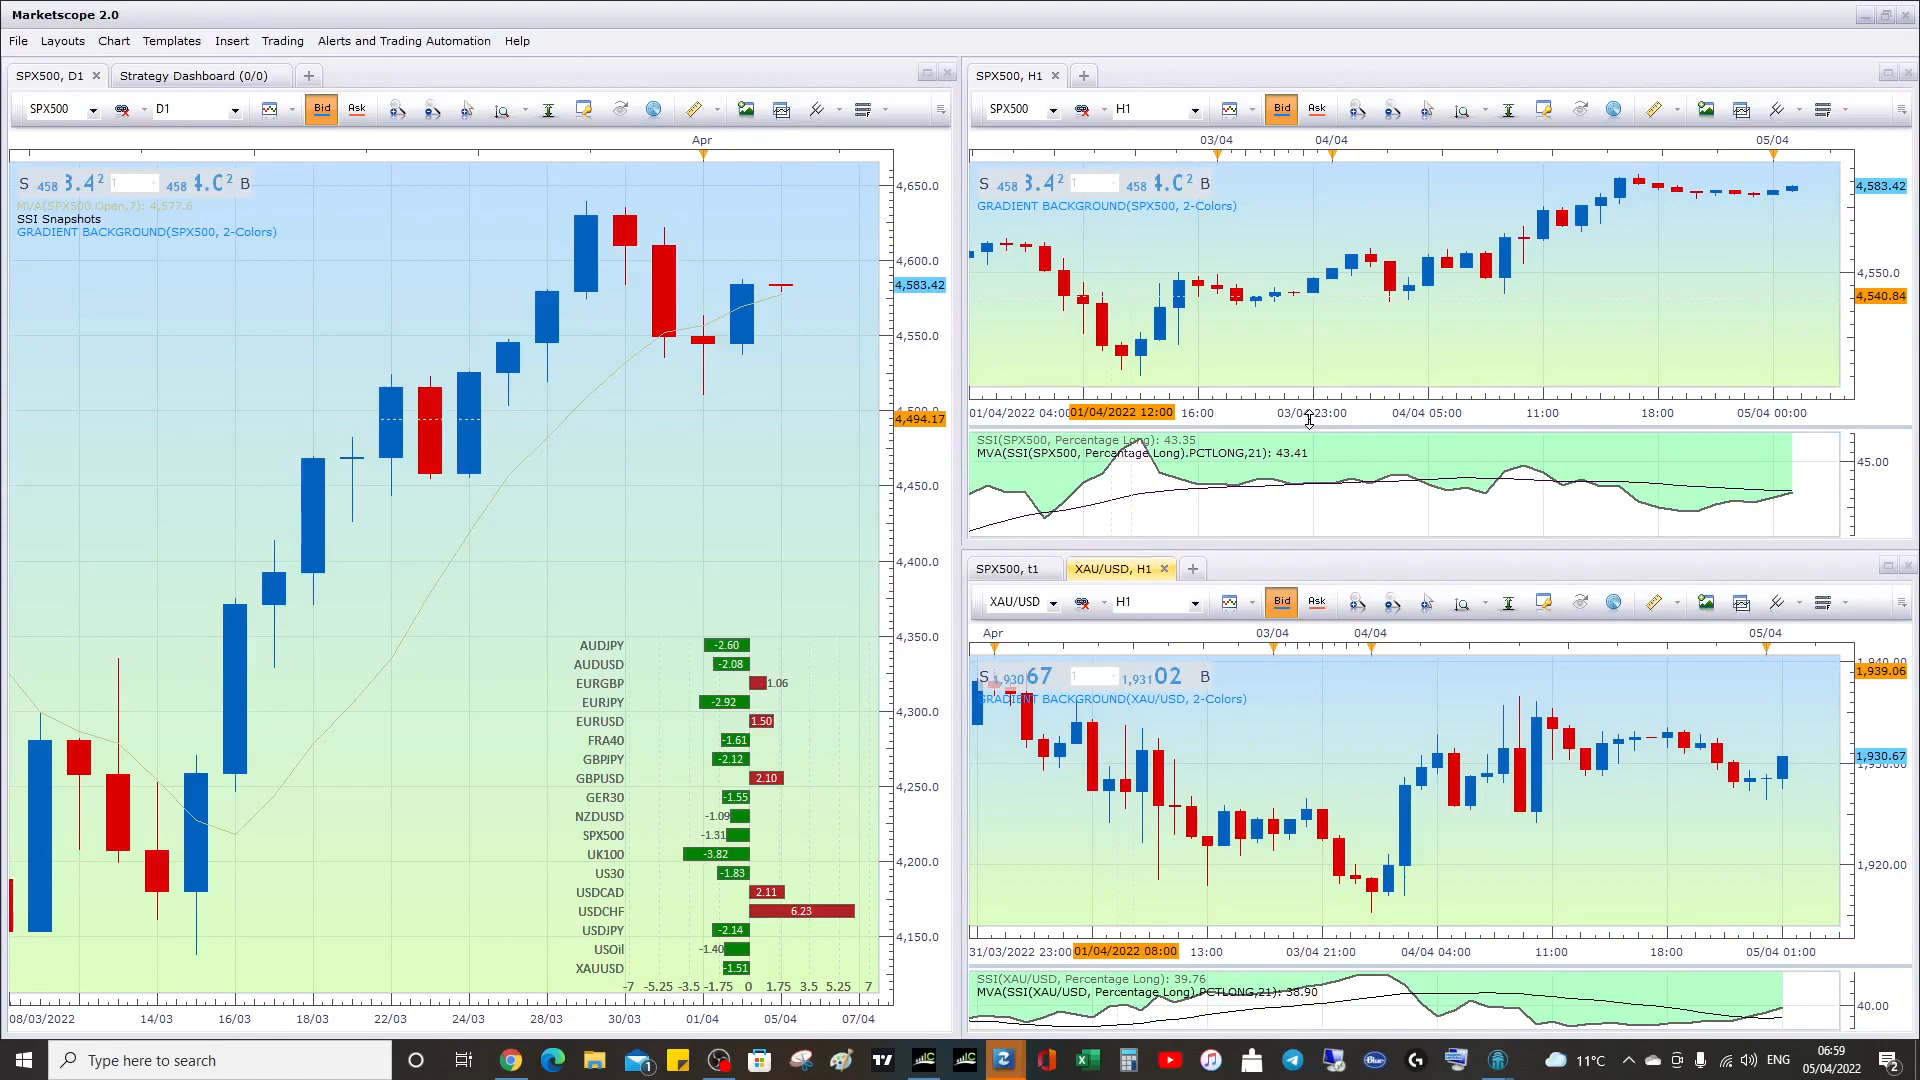 Marketscope 2.0
File Layouts Chart Templates Insert Trading Alerts and Trading Automation Help
SPX500, D1 Strategy Dashboard (0/0)
SPX500 D1 Bid Ask
Apr
S 458 3.4² 1 458 4.0² B
MVA(SPX500.Open,7): 4,577.6
SSI Snapshots
GRADIENT BACKGROUND(SPX500, 2-Colors)
4,650.0
4,600.0
4,583.42
4,550.0
4,494.17
4,450.0
4,400.0
4,350.0
4,300.0
4,250.0
4,200.0
4,150.0
AUDJPY -2.60
AUDUSD -2.08
EURGBP 1.06
EURJPY -2.92
EURUSD 1.50
FRA40 -1.61
GBPJPY -2.12
GBPUSD 2.10
GER30 -1.55
NZDUSD -1.09
SPX500 -1.31
UK100 -3.82
US30 -1.83
USDCAD 2.11
USDCHF 6.23
USDJPY -2.14
USOil -1.40
XAUUSD -1.51
-7 -5.25 -3.5 -1.75 0 1.75 3.5 5.25 7
08/03/2022 14/03 16/03 18/03 22/03 24/03 28/03 30/03 01/04 05/04 07/04
SPX500, H1
SPX500 H1 Bid Ask
03/04 04/04 05/04
S 458 3.4² 1 458 4.0² B
GRADIENT BACKGROUND(SPX500, 2-Colors)
4,583.42
4,550.0
4,540.84
01/04/2022 04:00 01/04/2022 12:00 16:00 03/04 23:00 04/04 05:00 11:00 18:00 05/04 00:00
SSI(SPX500, Percentage Long): 43.35
MVA(SSI(SPX500, Percentage Long).PCTLONG,21): 43.41
45.00
SPX500, t1 XAU/USD, H1
XAU/USD H1 Bid Ask
Apr 03/04 04/04 05/04
S 1,930 67 1 1,931 02 B
GRADIENT BACKGROUND(XAU/USD, 2-Colors)
1,939.06
1,930.67
1,920.00
31/03/2022 23:00 01/04/2022 08:00 13:00 03/04 21:00 04/04 04:00 11:00 18:00 05/04 01:00
SSI(XAU/USD, Percentage Long): 39.76
MVA(SSI(XAU/USD, Percentage Long).PCTLONG,21): 38.90
40.00
Type here to search
11°C ENG
06:59
05/04/2022